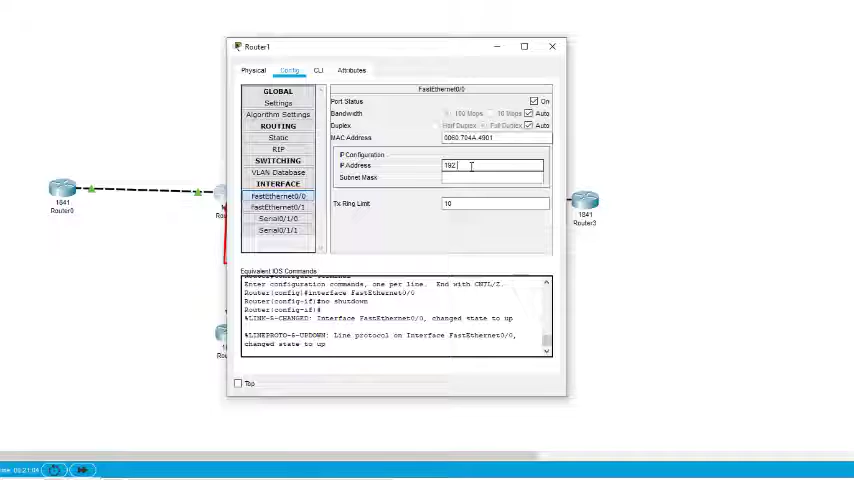 Router1
Physical Config CLI Attributes
GLOBAL
Settings
Algorithm Settings
ROUTING
Static
RIP
SWITCHING
VLAN Database
INTERFACE
FastEthernet0/0
FastEthernet0/1
Serial0/1/0
Serial0/1/1
FastEthernet0/0
Port Status On
Bandwidth 100 Mbps 10 Mbps Auto
Duplex Half Duplex Full Duplex Auto
MAC Address 0060.704A.4901
IP Configuration
IP Address 192.
Subnet Mask
Tx Ring Limit 10
Equivalent IOS Commands
Enter configuration commands, one per line. End with CNTL/Z.
Router(config)#interface FastEthernet0/0
Router(config-if)#no shutdown
Router(config-if)#
%LINK-5-CHANGED: Interface FastEthernet0/0, changed state to up
%LINEPROTO-5-UPDOWN: Line protocol on Interface FastEthernet0/0,
changed state to up
Top
1841
Router0
1841
Router3
00:21:04